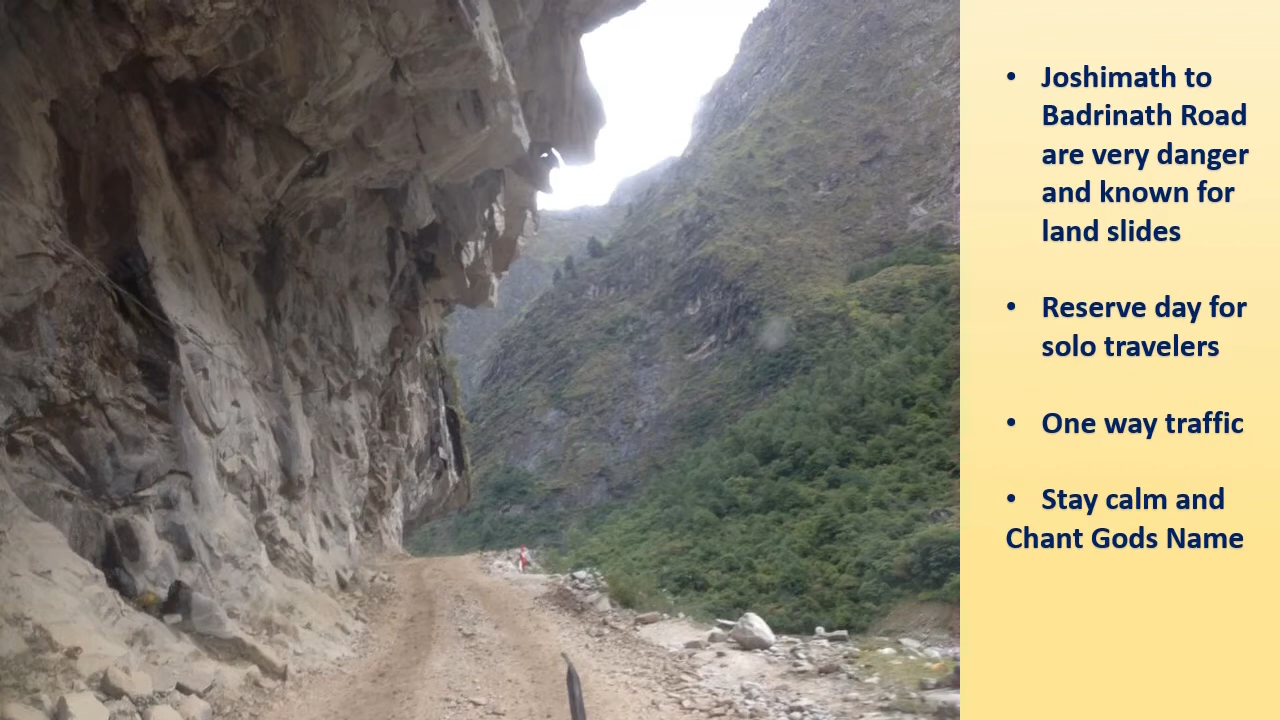 • Joshimath to
Badrinath Road
are very danger
and known for
land slides
• Reserve day for
solo travelers
• One way traffic
• Stay calm and
Chant Gods Name